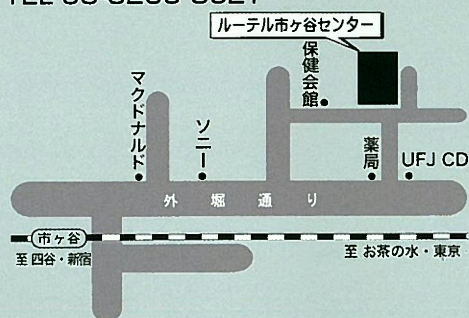 ルーテル市ヶ谷センター
保健会館
マクドナルド
ソニー
薬局
UFJ CD
外堀通り
市ヶ谷
至 四谷・新宿
至 お茶の水・東京